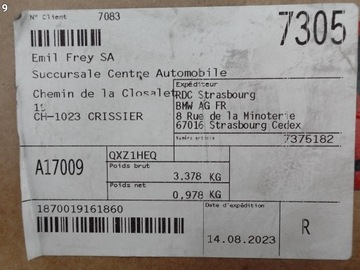 9
N° Client 7083
7305
Emil Frey SA
Succursale Centre Automobile
Chemin de la Closalet
15
CH-1023 CRISSIER
Expéditeur
RDC Strasbourg
BMW AG FR
8 Rue de la Minoterie
67016 Strasbourg Cedex
7375182
A17009
QXZ1HEQ
Poids brut
3.378 KG
Poids net
0,978 KG
1870019161860
Date d'expédition
14.08.2023
R